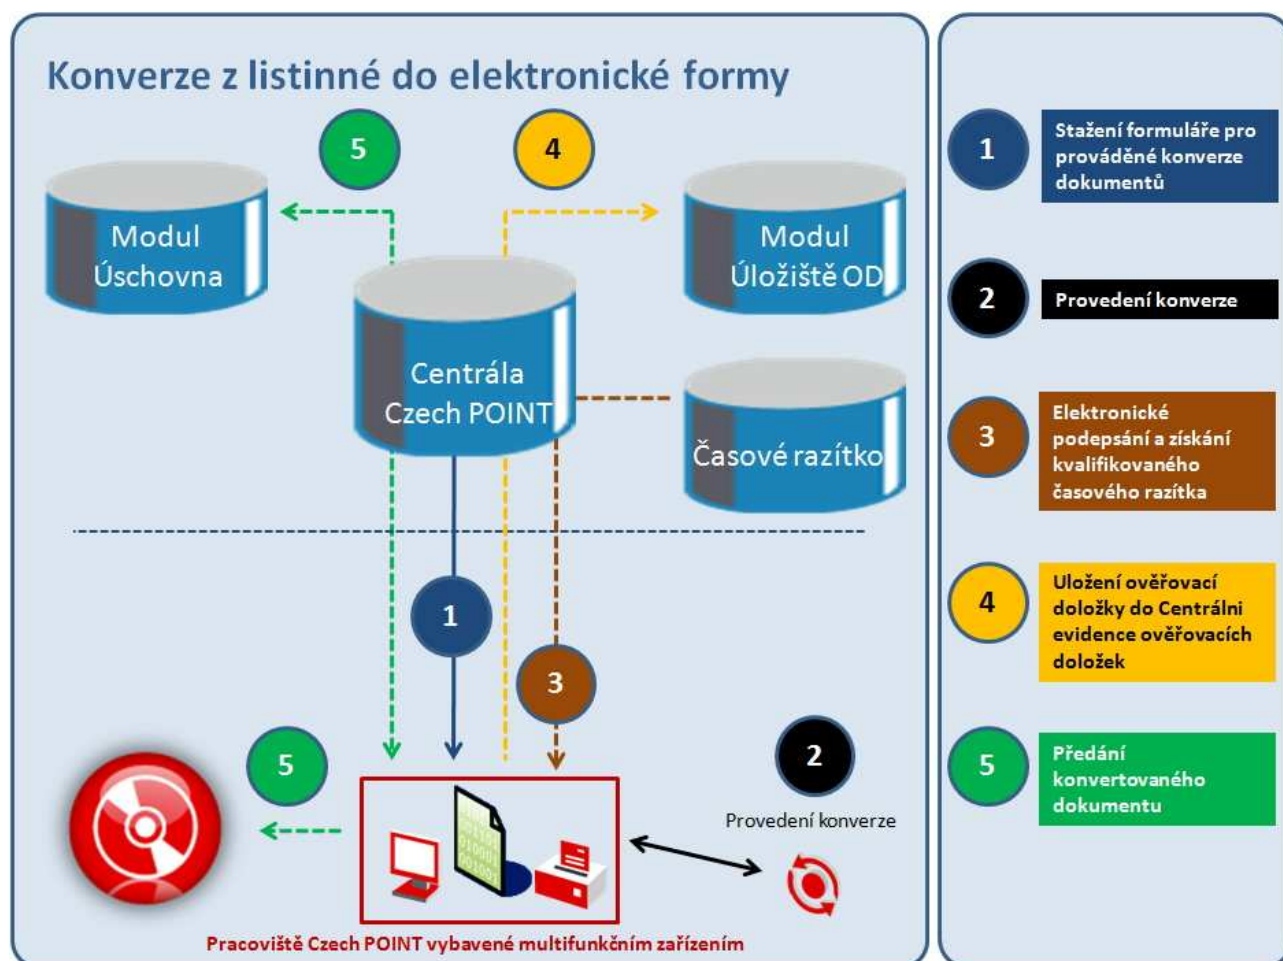 Konverze z listinné do elektronické formy
5
4
Modul
Úschovna
Modul
Úložiště OD
Centrála
Czech POINT
Časové razítko
1
3
5
2
Provedení konverze
Pracoviště Czech POINT vybavené multifunkčním zařízením
1
Stažení formuláře pro
prováděné konverze
dokumentů
2
Provedení konverze
3
Elektronické
podepsání a získání
kvalifikovaného
časového razítka
4
Uložení ověřovací
doložky do Centrálni
evidence ověřovacích
doložek
5
Předání
konvertovaného
dokumentu